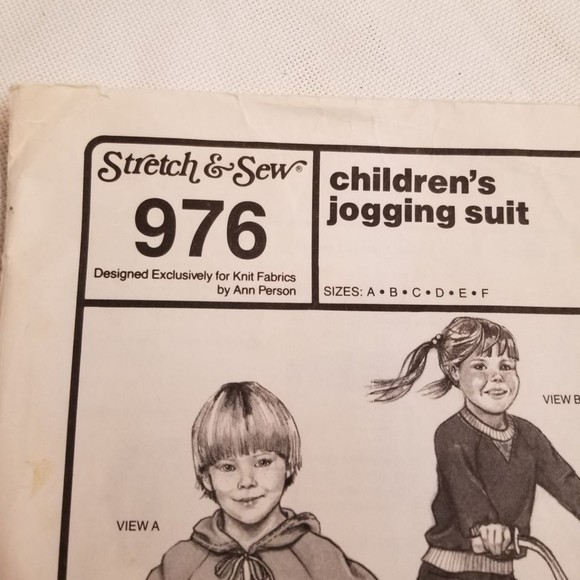 Stretch & Sew®
976
Designed Exclusively for Knit Fabrics
by Ann Person
children's
jogging suit
SIZES: A • B • C • D • E • F
VIEW B
VIEW A